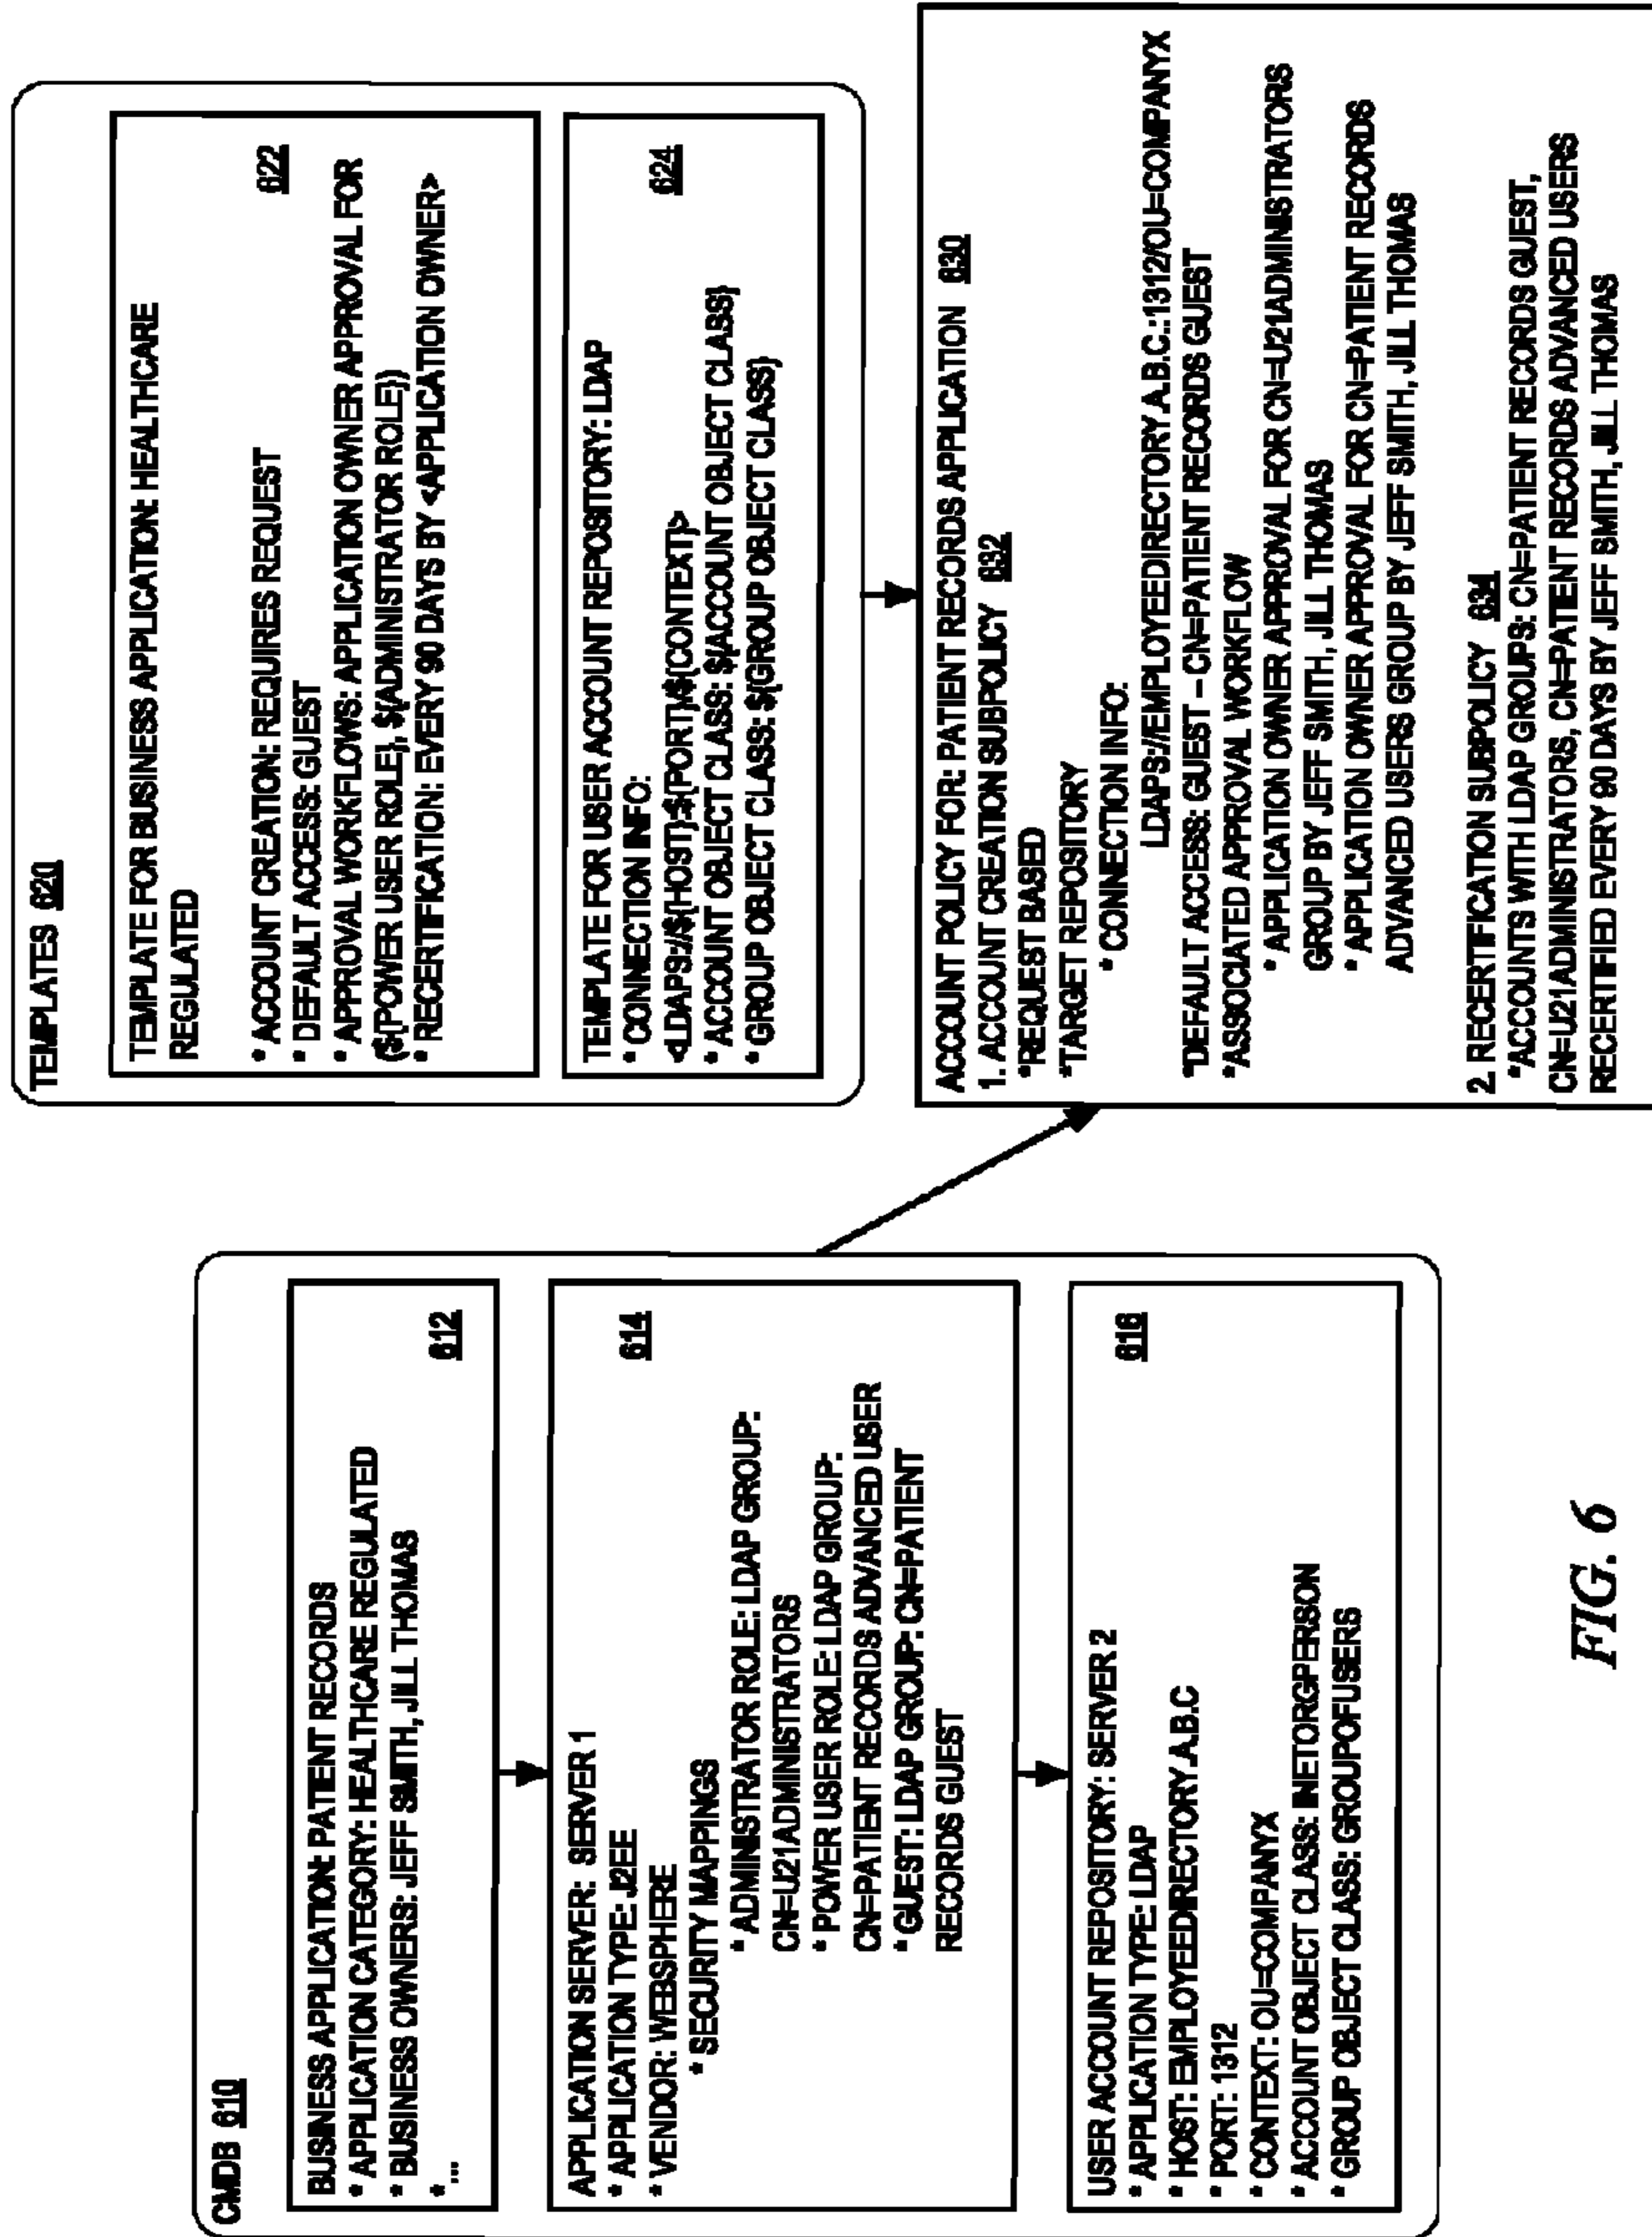 CMDB 610
BUSINESS APPLICATION: PATIENT RECORDS
* APPLICATION CATEGORY: HEALTHCARE REGULATED
* BUSINESS OWNERS: JEFF SMITH, JILL THOMAS
*...
612
APPLICATION SERVER: SERVER 1
* APPLICATION TYPE: J2EE
* VENDOR: WEBSPHERE
* SECURITY MAPPINGS
* ADMINISTRATOR ROLE: LDAP GROUP:
CN=U21ADMINISTRATORS
* POWER USER ROLE: LDAP GROUP:
CN=PATIENT RECORDS ADVANCED USER
* GUEST: LDAP GROUP: CN=PATIENT
RECORDS GUEST
614
USER ACCOUNT REPOSITORY: SERVER 2
* APPLICATION TYPE: LDAP
* HOST: EMPLOYEEDIRECTORY.A.B.C
* PORT: 1312
* CONTEXT: OU=COMPANYX
* ACCOUNT OBJECT CLASS: INETORGPERSON
* GROUP OBJECT CLASS: GROUPOFUSERS
616
TEMPLATES 620
TEMPLATE FOR BUSINESS APPLICATION: HEALTHCARE
REGULATED
622
* ACCOUNT CREATION: REQUIRES REQUEST
* DEFAULT ACCESS: GUEST
* APPROVAL WORKFLOWS: APPLICATION OWNER APPROVAL FOR
(${POWER USER ROLE}, ${ADMINISTRATOR ROLE})
* RECERTIFICATION: EVERY 90 DAYS BY <APPLICATION OWNER>
TEMPLATE FOR USER ACCOUNT REPOSITORY: LDAP
* CONNECTION INFO:
<LDAPS://${HOST}:${PORT}/${CONTEXT}>
* ACCOUNT OBJECT CLASS: ${ACCOUNT OBJECT CLASS}
* GROUP OBJECT CLASS: ${GROUP OBJECT CLASS}
624
ACCOUNT POLICY FOR: PATIENT RECORDS APPLICATION 630
1. ACCOUNT CREATION SUBPOLICY 632
*REQUEST BASED
*TARGET REPOSITORY
* CONNECTION INFO:
LDAPS://EMPLOYEEDIRECTORY.A.B.C.:1312/OU=COMPANYX
*DEFAULT ACCESS: GUEST – CN=PATIENT RECORDS GUEST
*ASSOCIATED APPROVAL WORKFLOW
* APPLICATION OWNER APPROVAL FOR CN=U21ADMINISTRATORS
GROUP BY JEFF SMITH, JILL THOMAS
* APPLICATION OWNER APPROVAL FOR CN=PATIENT RECORDS
ADVANCED USERS GROUP BY JEFF SMITH, JILL THOMAS
2. RECERTIFICATION SUBPOLICY 634
*ACCOUNTS WITH LDAP GROUPS: CN=PATIENT RECORDS GUEST,
CN=U21ADMINISTRATORS, CN=PATIENT RECORDS ADVANCED USERS
RECERTIFIED EVERY 90 DAYS BY JEFF SMITH, JILL THOMAS
FIG. 6